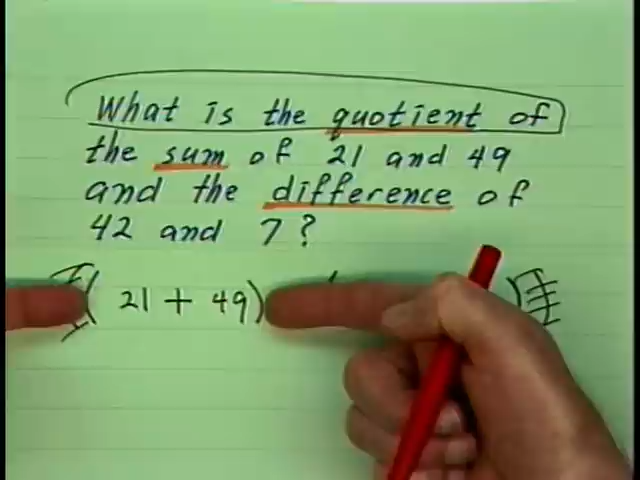 What is the quotient of
the sum of 21 and 49
and the difference of
42 and 7?
( 21 + 49) ( )